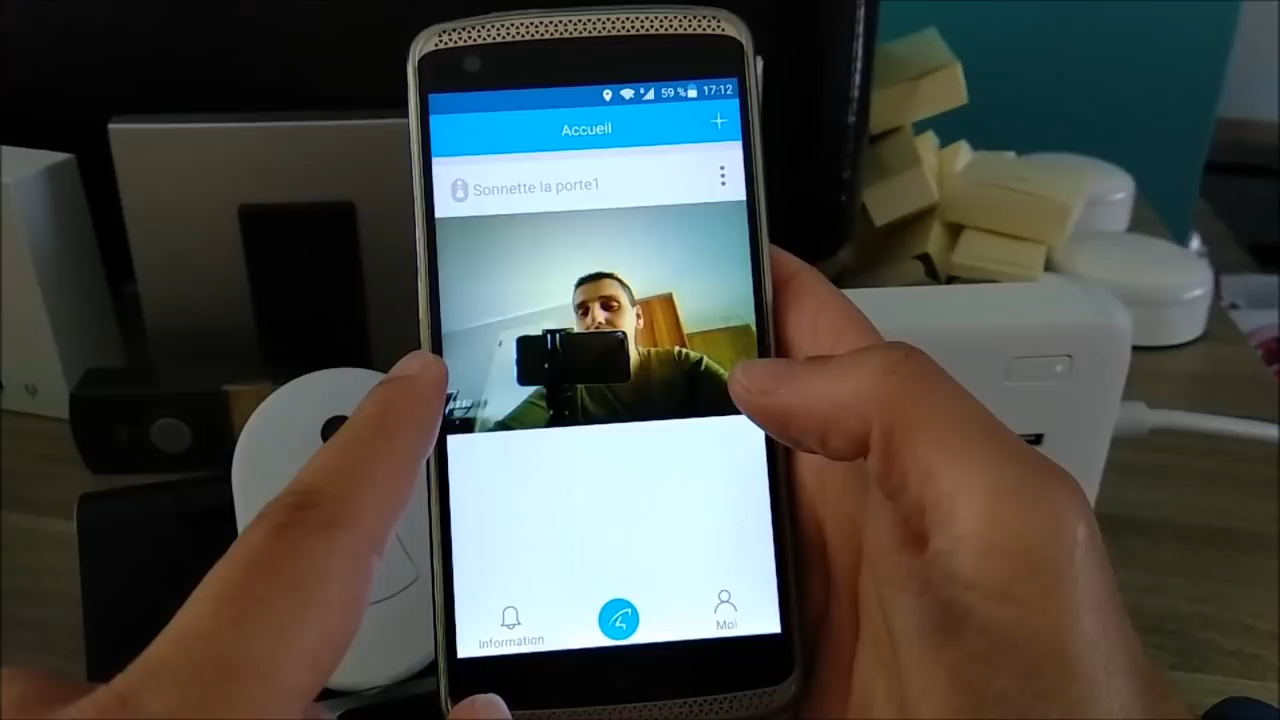 59 % 17:12
Accueil
Sonnette la porte1
Information
Moi